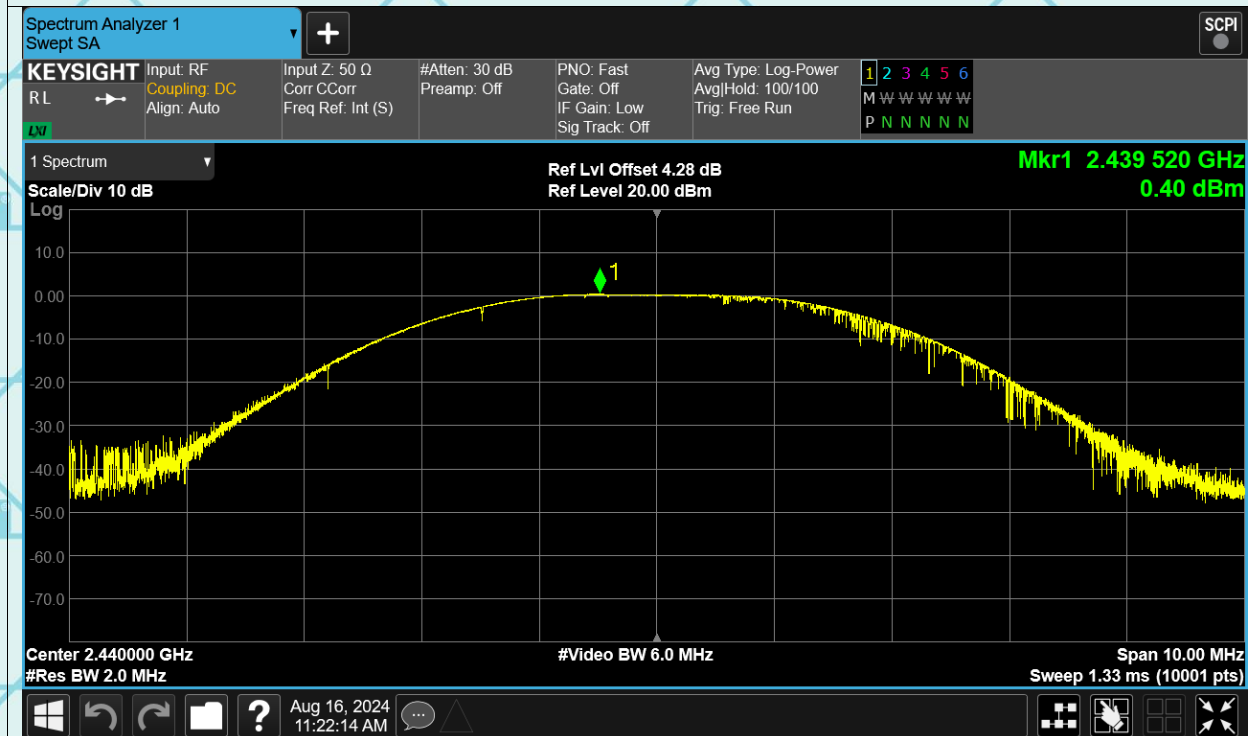 Spectrum Analyzer 1
Swept SA
+
SCPI
KEYSIGHT
RL
LXI
Input: RF
Coupling: DC
Align: Auto
Input Z: 50 Ω
Corr CCorr
Freq Ref: Int (S)
#Atten: 30 dB
Preamp: Off
PNO: Fast
Gate: Off
IF Gain: Low
Sig Track: Off
Avg Type: Log-Power
Avg|Hold: 100/100
Trig: Free Run
1 2 3 4 5 6
M W W W W W
P N N N N N
1 Spectrum
Scale/Div 10 dB
Log
Ref Lvl Offset 4.28 dB
Ref Level 20.00 dBm
Mkr1 2.439 520 GHz
0.40 dBm
1
10.0
0.00
-10.0
-20.0
-30.0
-40.0
-50.0
-60.0
-70.0
Center 2.440000 GHz
#Res BW 2.0 MHz
#Video BW 6.0 MHz
Span 10.00 MHz
Sweep 1.33 ms (10001 pts)
?
Aug 16, 2024
11:22:14 AM